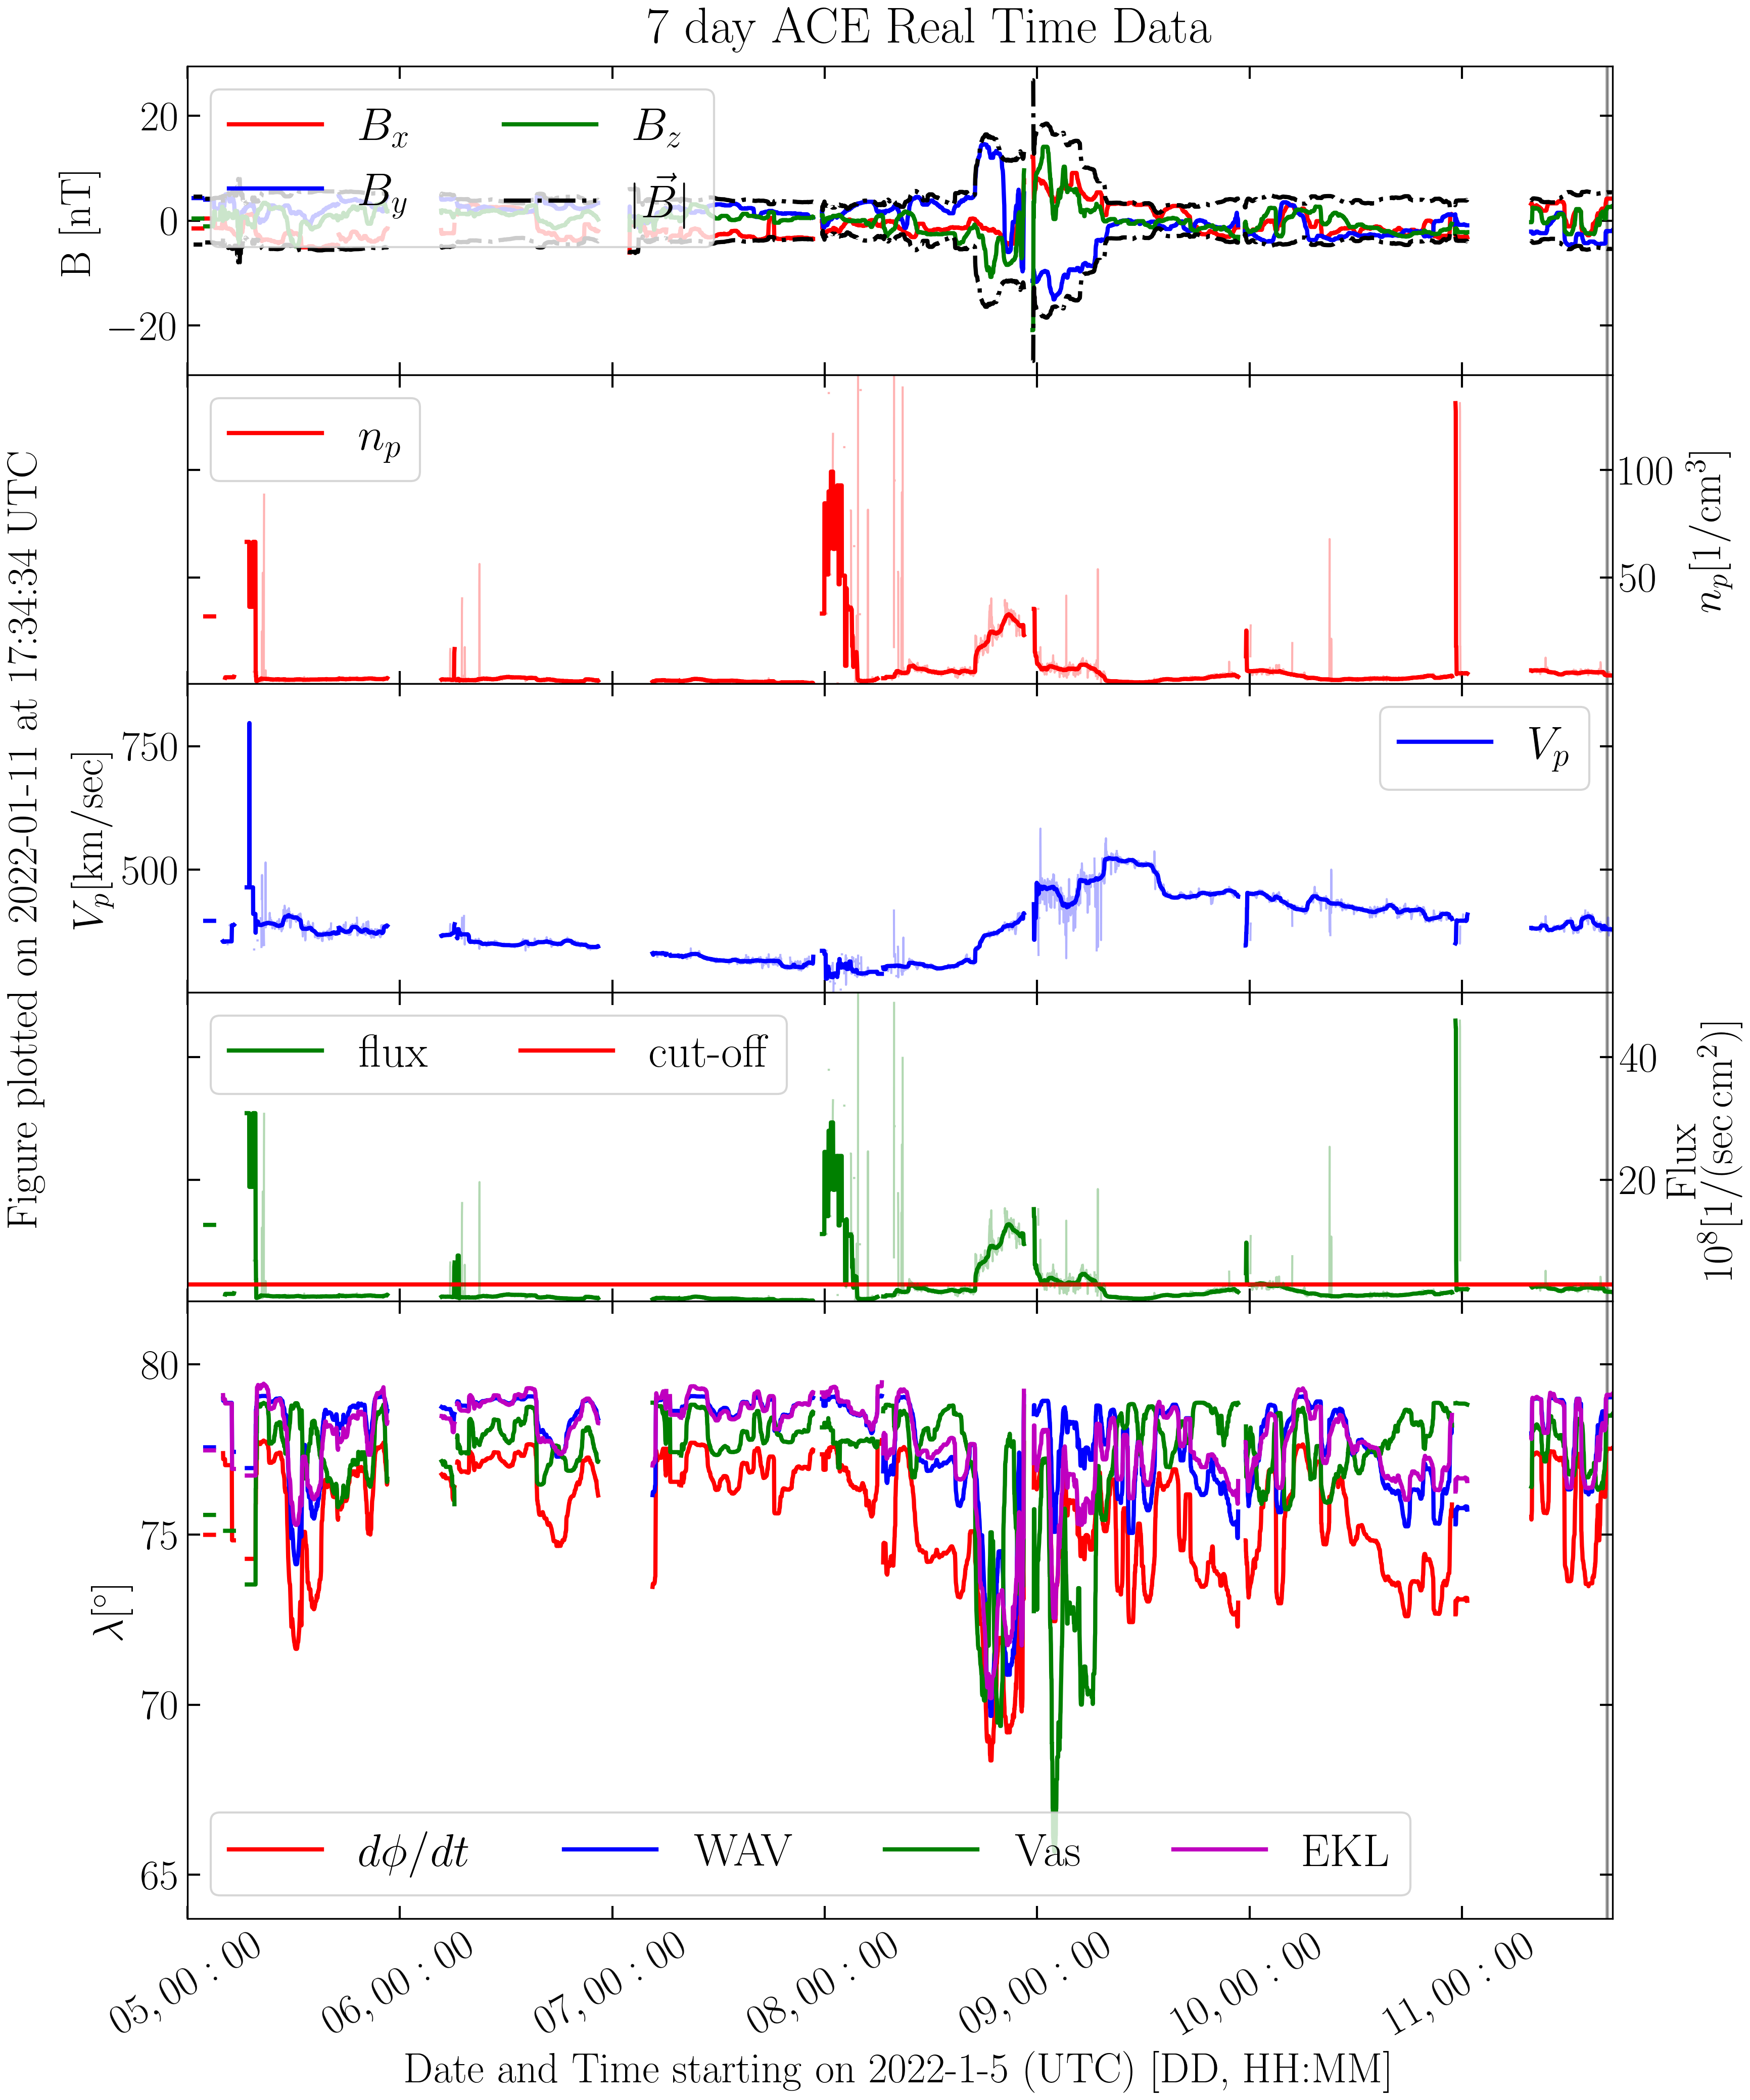 7 day ACE Real Time Data
Figure plotted on 2022-01-11 at 17:34:34 UTC
B [nT]
20
0
−20
B_x
B_z
B_y
|B⃗|
n_p
100
50
n_p[1/cm³]
V_p[km/sec]
750
500
V_p
flux
cut-off
40
20
Flux
10⁸[1/(sec cm²)]
λ[°]
80
75
70
65
dϕ/dt
WAV
Vas
EKL
05, 00 : 00
06, 00 : 00
07, 00 : 00
08, 00 : 00
09, 00 : 00
10, 00 : 00
11, 00 : 00
Date and Time starting on 2022-1-5 (UTC) [DD, HH:MM]